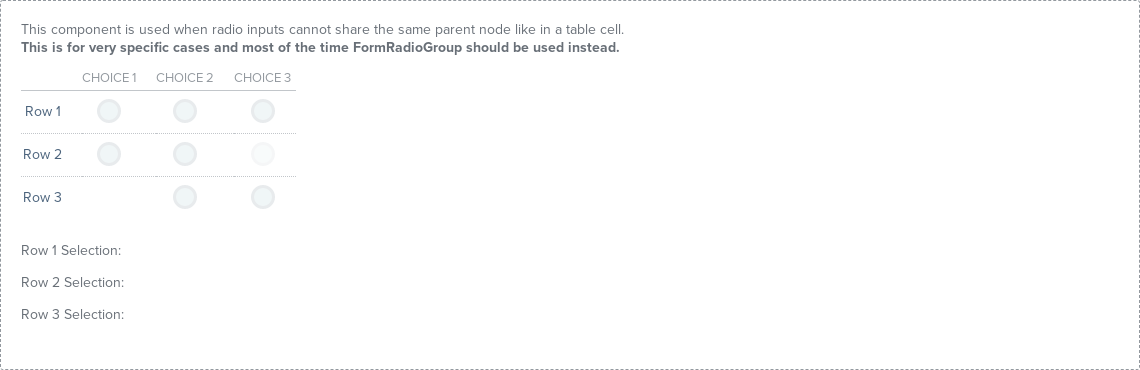 This component is used when radio inputs cannot share the same parent node like in a table cell.
This is for very specific cases and most of the time FormRadioGroup should be used instead.
CHOICE 1 CHOICE 2 CHOICE 3
Row 1
Row 2
Row 3
Row 1 Selection:
Row 2 Selection:
Row 3 Selection: